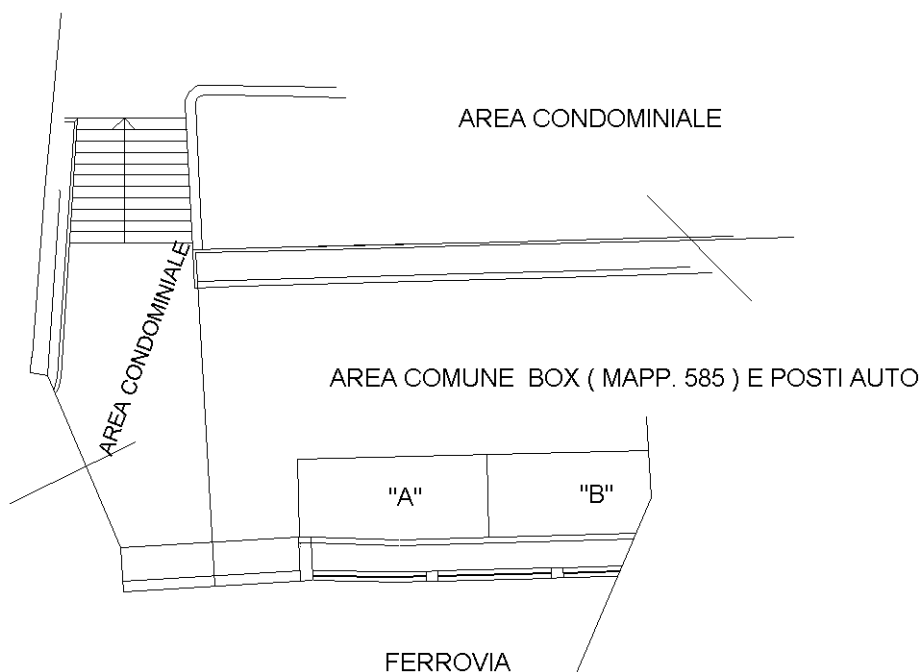 AREA CONDOMINIALE
AREA CONDOMINIALE
AREA COMUNE BOX ( MAPP. 585 ) E POSTI AUTO
"A"
"B"
FERROVIA